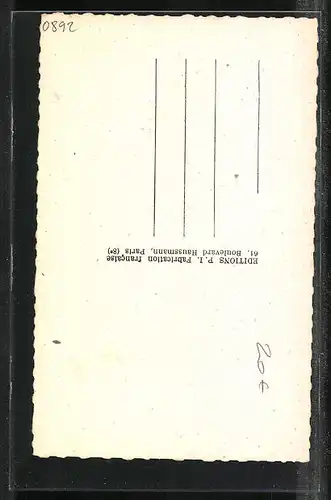 0892
EDITIONS P. I. Fabrication française
61, Boulevard Haussmann, Paris (8e)
20 €